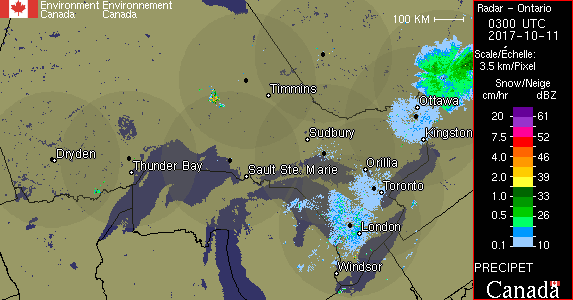 Environment Environnement
Canada Canada
100 KM
Timmins
Ottawa
Kingston
Sudbury
Dryden
Thunder Bay
Sault Ste. Marie
Orillia
Toronto
London
Windsor
Radar - Ontario
0300 UTC
2017-10-11
Scale/Échelle:
3.5 km/Pixel
Snow/Neige
cm/hr dBZ
20 61
7.5 52
4.0 46
2.0 39
1.0 33
0.5 26
0.1 10
PRECIPET
Canada